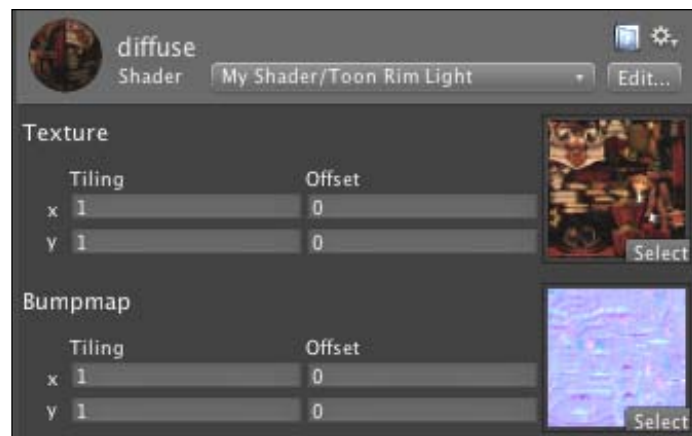 diffuse
Shader My Shader/Toon Rim Light Edit...
Texture
Tiling Offset
x 1 0
y 1 0
Select
Bumpmap
Tiling Offset
x 1 0
y 1 0
Select